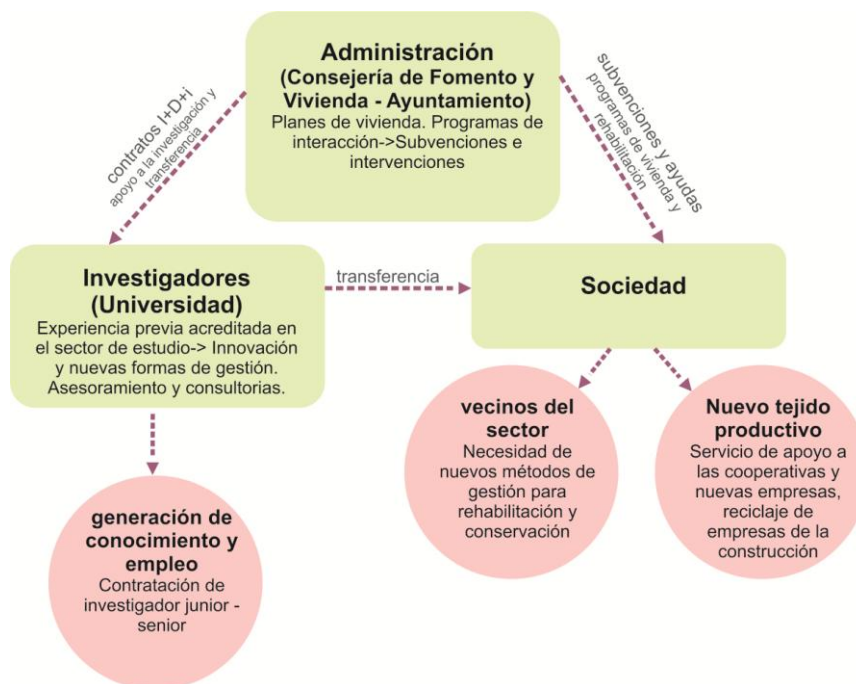 Administración
(Consejería de Fomento y
Vivienda - Ayuntamiento)
Planes de vivienda. Programas de
interacción->Subvenciones e
intervenciones
contratos I+D+i
apoyo a la investigación y
transferencia
subvenciones y ayudas
programas de vivienda y
rehabilitación
Investigadores
(Universidad)
Experiencia previa acreditada en
el sector de estudio-> Innovación
y nuevas formas de gestión.
Asesoramiento y consultorias.
transferencia
Sociedad
generación de
conocimiento y
empleo
Contratación de
investigador junior -
senior
vecinos del
sector
Necesidad de
nuevos métodos de
gestión para
rehabilitación y
conservación
Nuevo tejido
productivo
Servicio de apoyo a
las cooperativas y
nuevas empresas,
reciclaje de
empresas de la
construcción